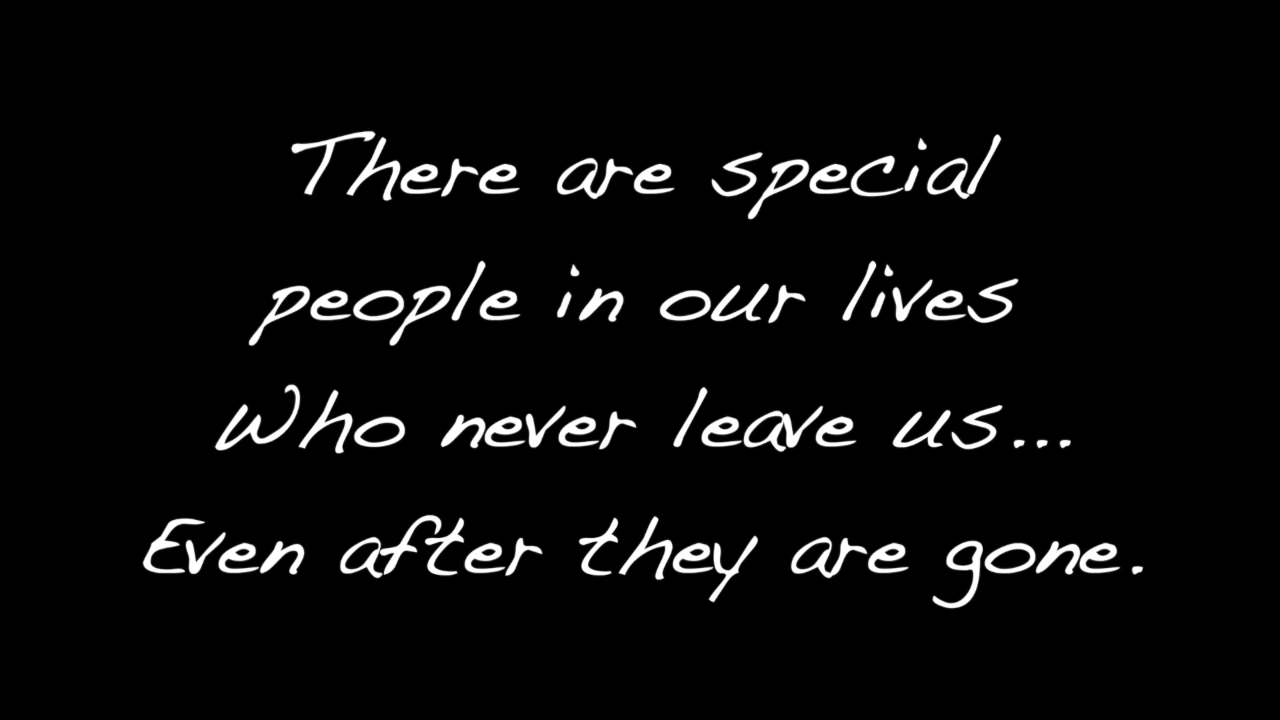 There are special
people in our lives
Who never leave us...
Even after they are gone.